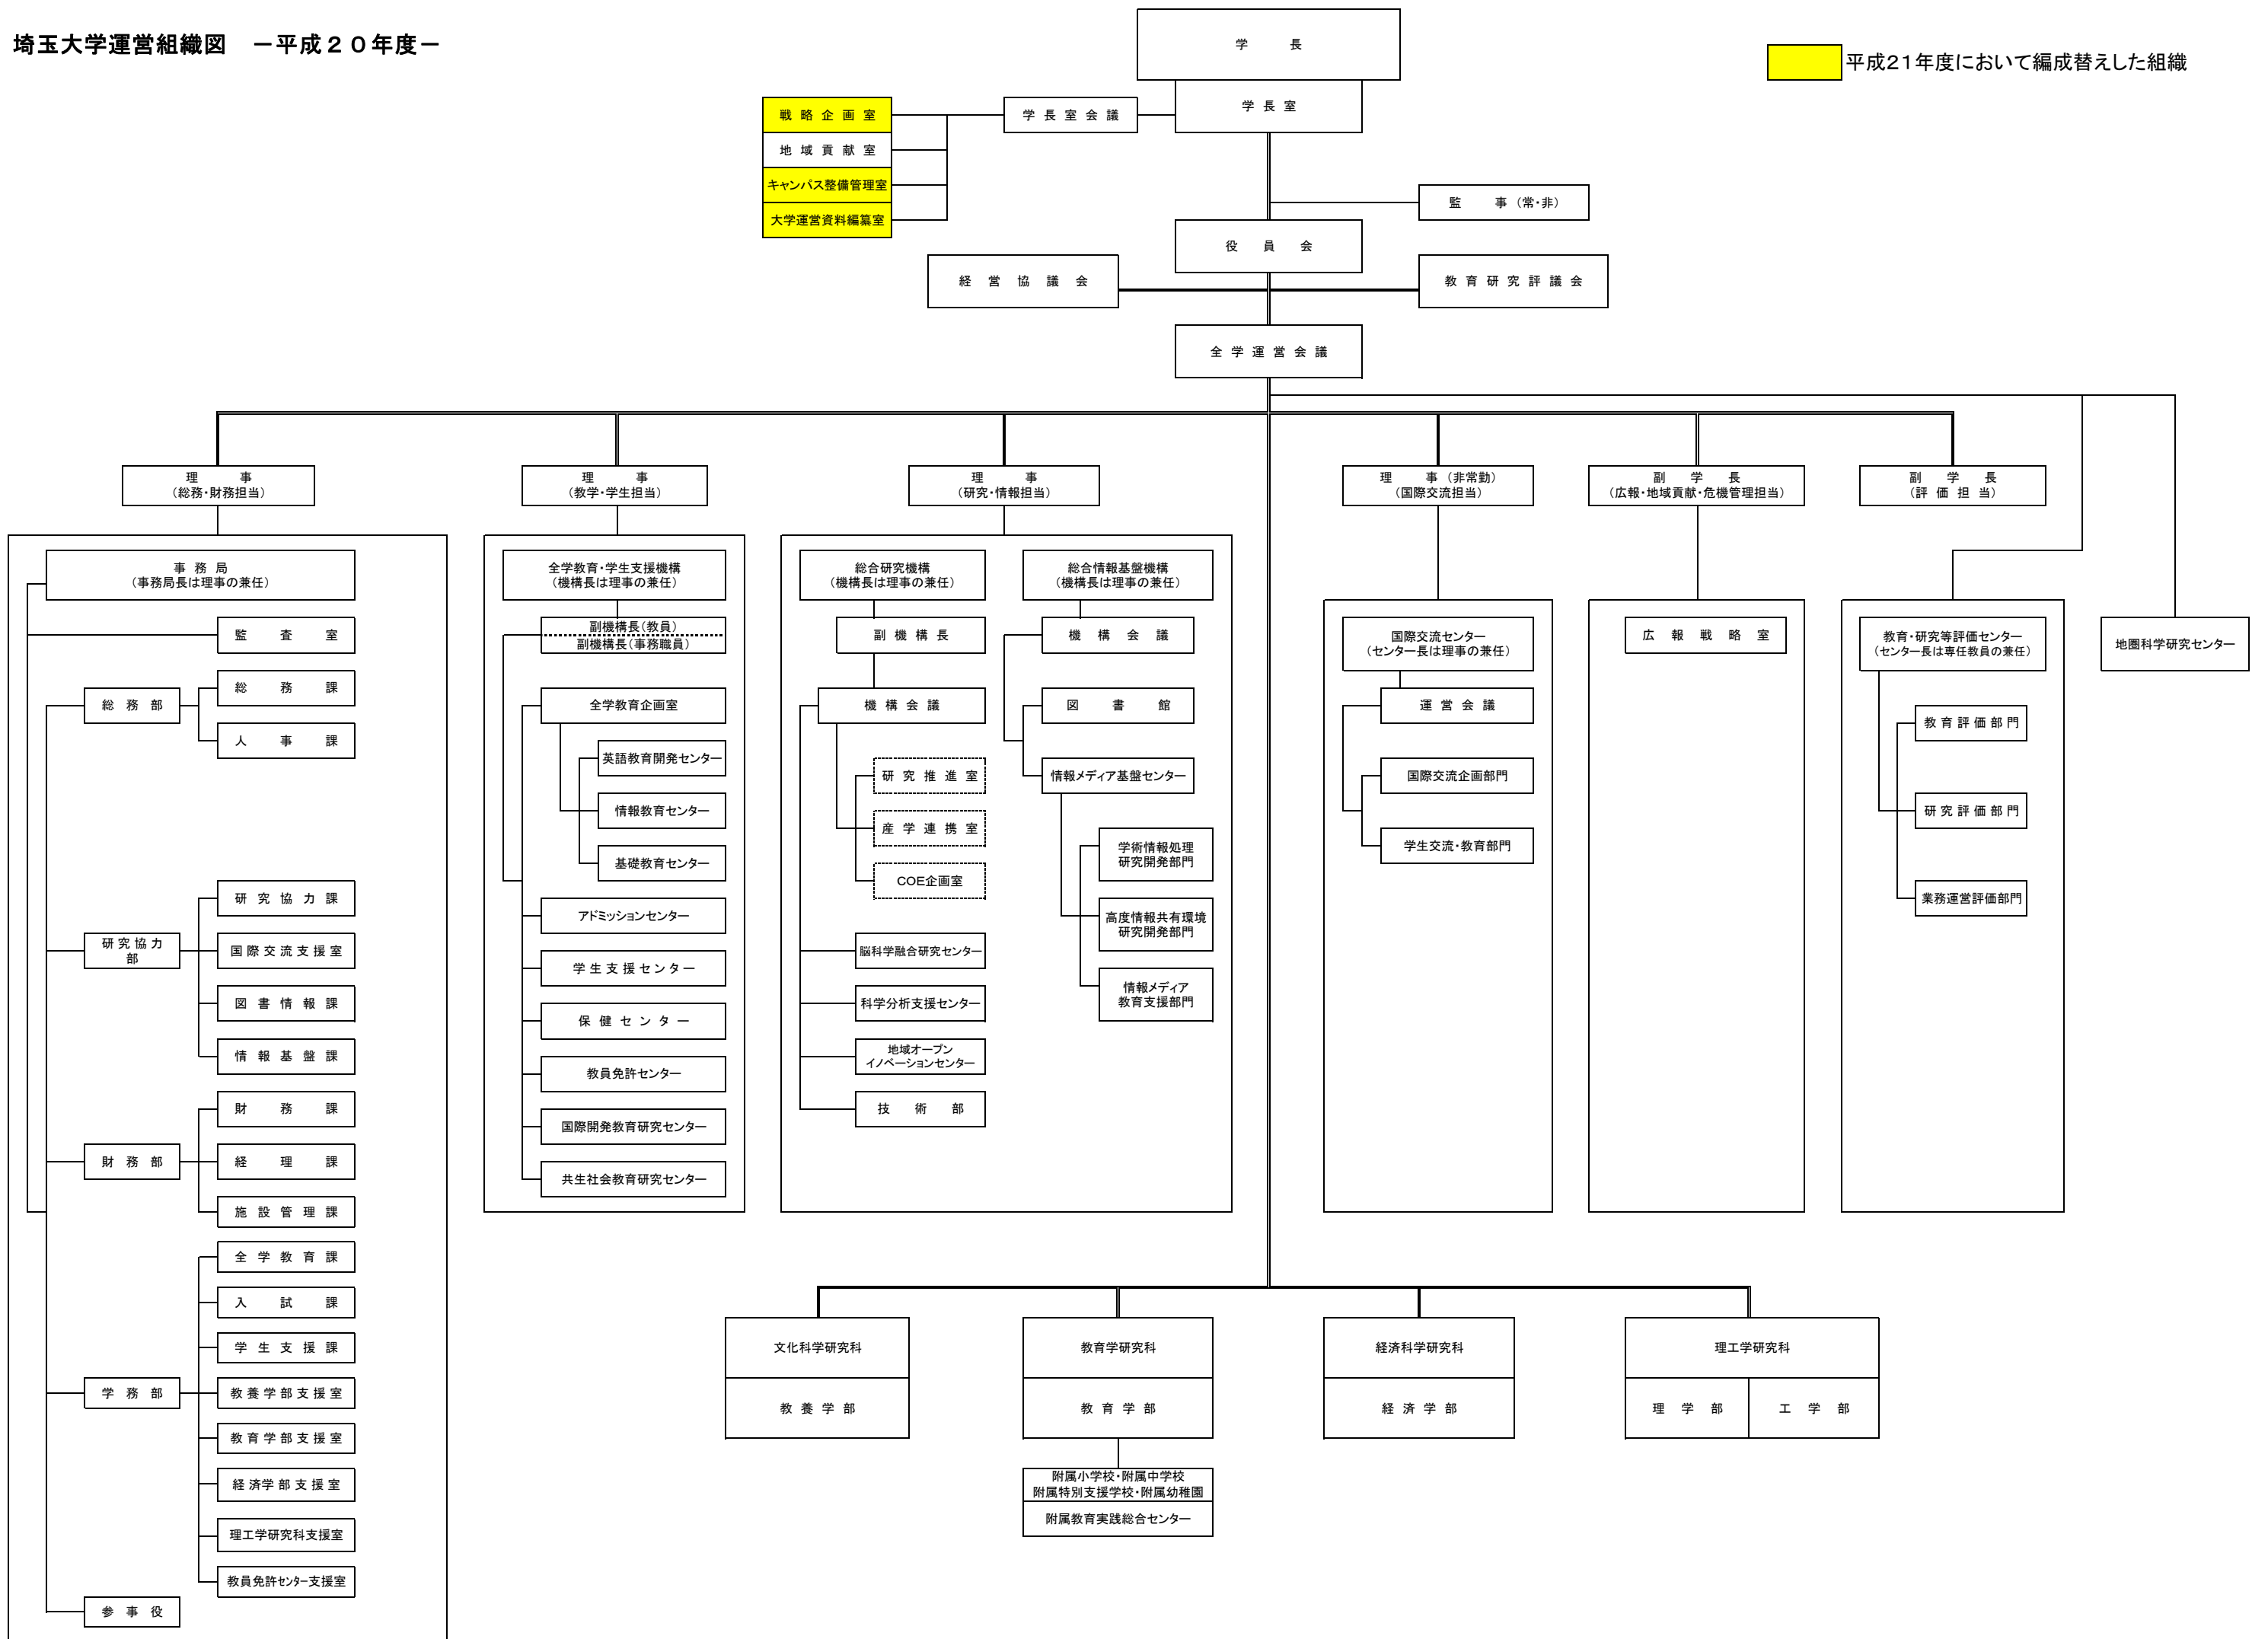 埼玉大学運営組織図　－平成２０年度－
学長
平成２１年度において編成替えした組織
学長室
学長室会議
戦略企画室
地域貢献室
キャンパス整備管理室
大学運営資料編纂室
監事（常・非）
役員会
経営協議会
教育研究評議会
全学運営会議
理事
（総務・財務担当）
理事
（教学・学生担当）
理事
（研究・情報担当）
理事（非常勤）
（国際交流担当）
副学長
（広報・地域貢献・危機管理担当）
副学長
（評価担当）
事務局
（事務局長は理事の兼任）
監査室
総務部
総務課
人事課
研究協力
部
研究協力課
国際交流支援室
図書情報課
情報基盤課
財務部
財務課
経理課
施設管理課
学務部
全学教育課
入試課
学生支援課
教養学部支援室
教育学部支援室
経済学部支援室
理工学研究科支援室
教員免許ｾﾝﾀｰ支援室
参事役
全学教育・学生支援機構
（機構長は理事の兼任）
副機構長（教員）
副機構長（事務職員）
全学教育企画室
英語教育開発センター
情報教育センター
基礎教育センター
アドミッションセンター
学生支援センター
保健センター
教員免許センター
国際開発教育研究センター
共生社会教育研究センター
総合研究機構
（機構長は理事の兼任）
副機構長
機構会議
研究推進室
産学連携室
COE企画室
脳科学融合研究センター
科学分析支援センター
地域オープン
イノベーションセンター
技術部
総合情報基盤機構
（機構長は理事の兼任）
機構会議
図書館
情報メディア基盤センター
学術情報処理
研究開発部門
高度情報共有環境
研究開発部門
情報メディア
教育支援部門
国際交流センター
（センター長は理事の兼任）
運営会議
国際交流企画部門
学生交流・教育部門
広報戦略室
教育・研究等評価センター
（センター長は専任教員の兼任）
教育評価部門
研究評価部門
業務運営評価部門
地圏科学研究センター
文化科学研究科
教養学部
教育学研究科
教育学部
附属小学校・附属中学校
附属特別支援学校・附属幼稚園
附属教育実践総合センター
経済科学研究科
経済学部
理工学研究科
理学部
工学部